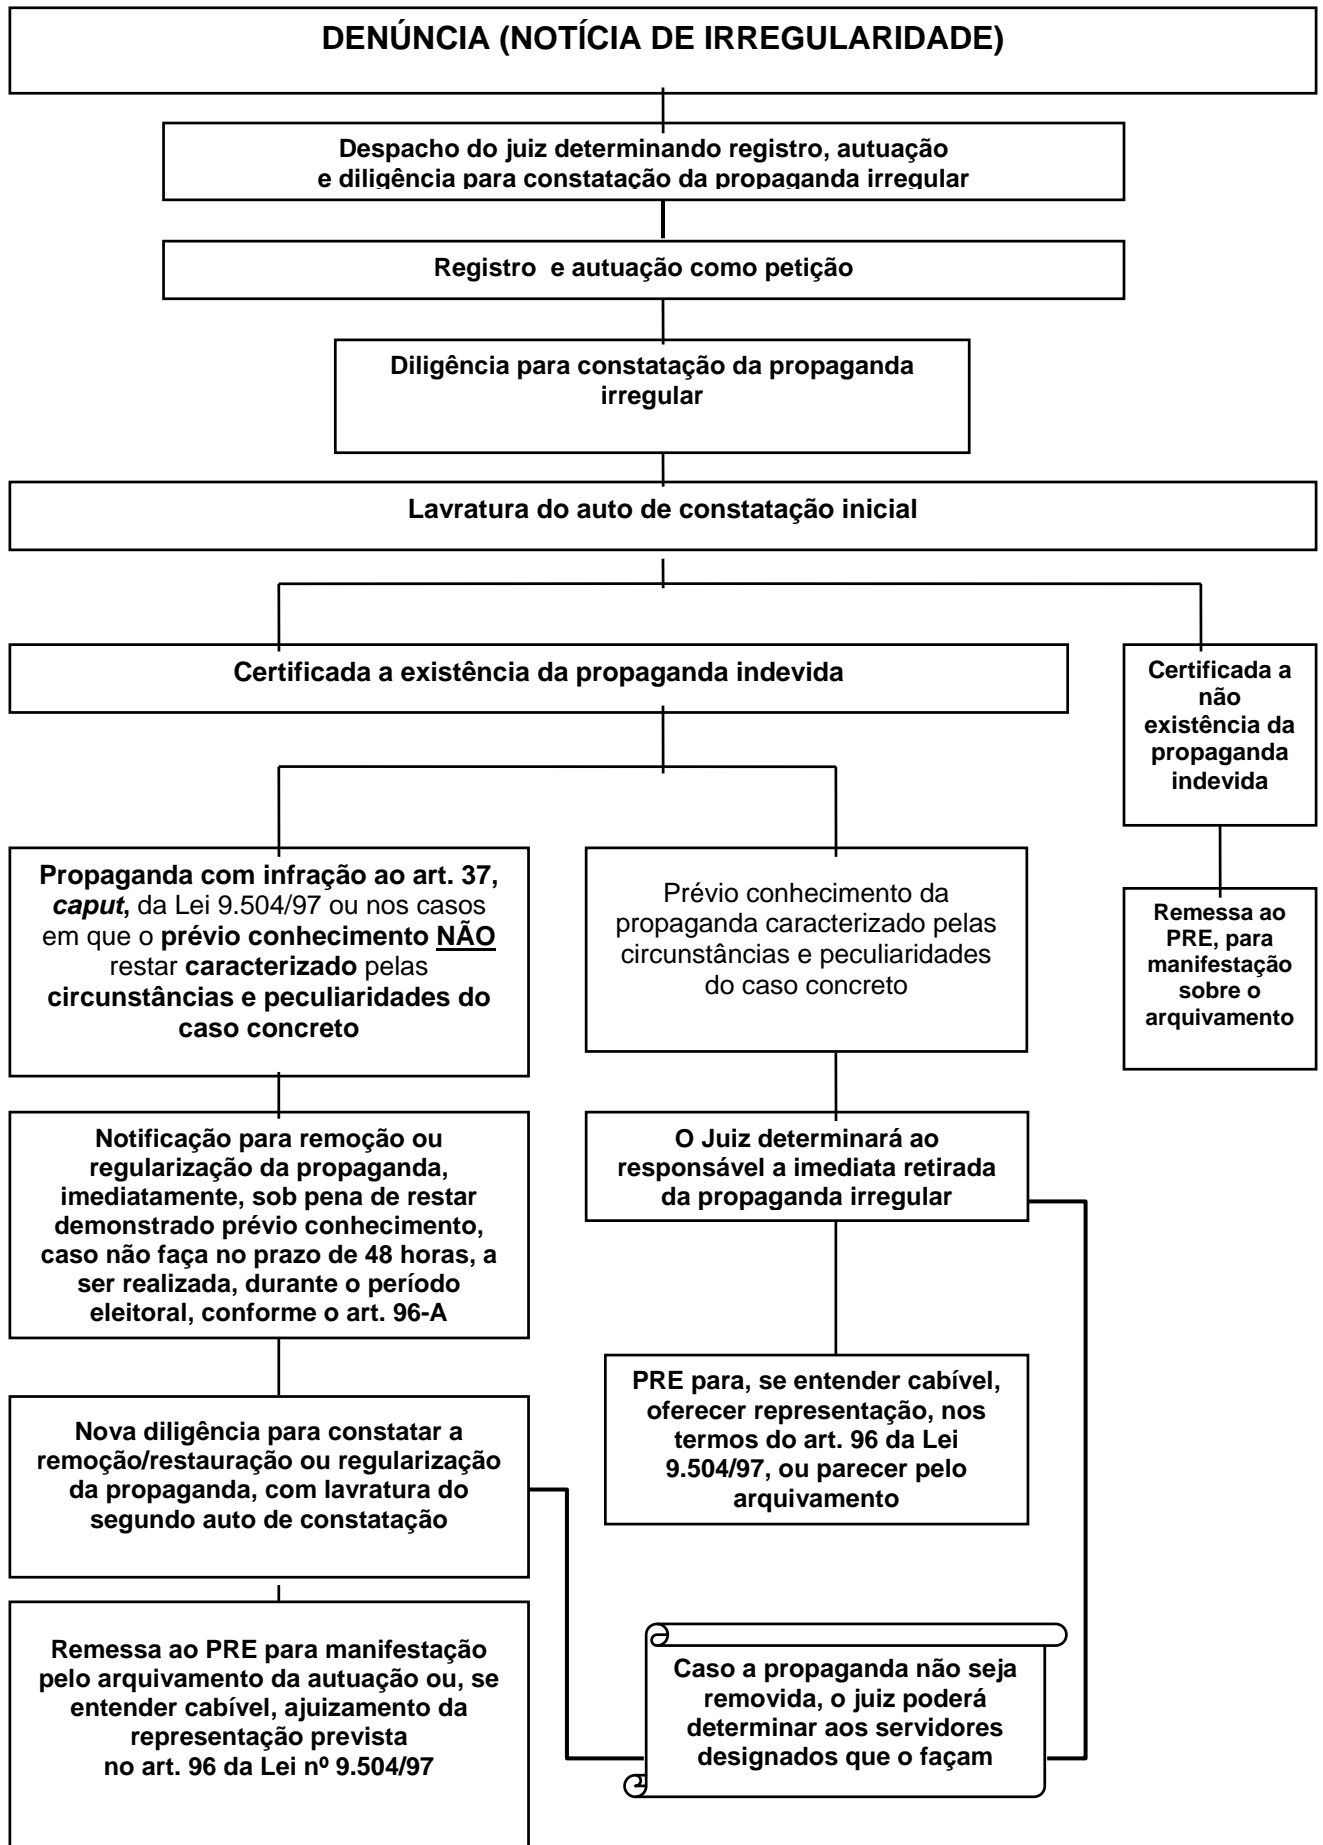 DENÚNCIA (NOTÍCIA DE IRREGULARIDADE)
Despacho do juiz determinando registro, autuação
e diligência para constatação da propaganda irregular
Registro e autuação como petição
Diligência para constatação da propaganda
irregular
Lavratura do auto de constatação inicial
Certificada a existência da propaganda indevida
Certificada a
não
existência da
propaganda
indevida
Propaganda com infração ao art. 37,
caput, da Lei 9.504/97 ou nos casos
em que o prévio conhecimento NÃO
restar caracterizado pelas
circunstâncias e peculiaridades do
caso concreto
Prévio conhecimento da
propaganda caracterizado pelas
circunstâncias e peculiaridades
do caso concreto
Remessa ao
PRE, para
manifestação
sobre o
arquivamento
Notificação para remoção ou
regularização da propaganda,
imediatamente, sob pena de restar
demonstrado prévio conhecimento,
caso não faça no prazo de 48 horas, a
ser realizada, durante o período
eleitoral, conforme o art. 96-A
O Juiz determinará ao
responsável a imediata retirada
da propaganda irregular
PRE para, se entender cabível,
oferecer representação, nos
termos do art. 96 da Lei
9.504/97, ou parecer pelo
arquivamento
Nova diligência para constatar a
remoção/restauração ou regularização
da propaganda, com lavratura do
segundo auto de constatação
Remessa ao PRE para manifestação
pelo arquivamento da autuação ou, se
entender cabível, ajuizamento da
representação prevista
no art. 96 da Lei nº 9.504/97
Caso a propaganda não seja
removida, o juiz poderá
determinar aos servidores
designados que o façam